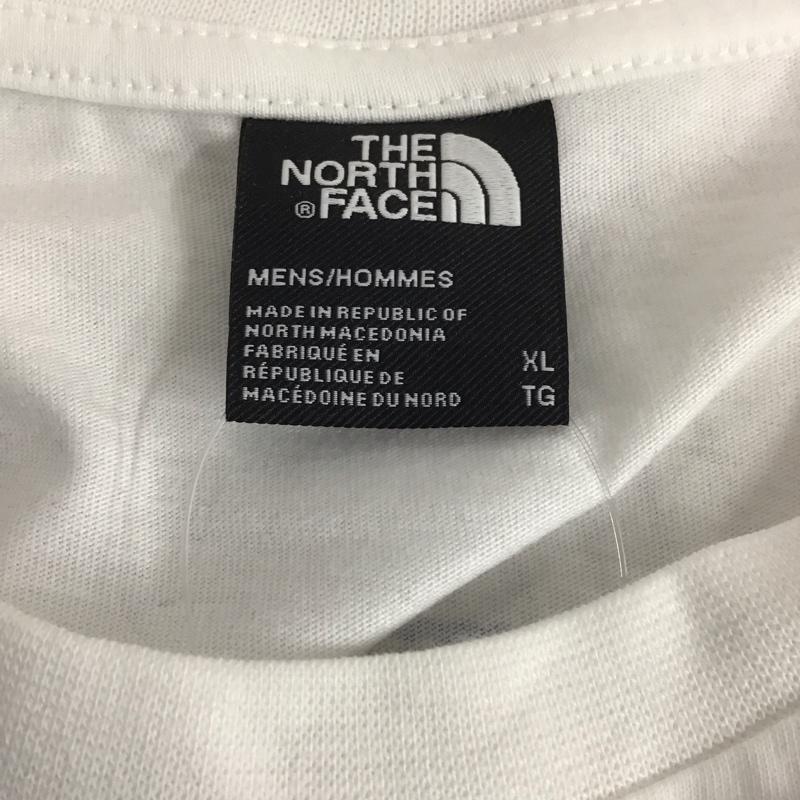 THE
NORTH
® FACE
MENS/HOMMES
MADE IN REPUBLIC OF
NORTH MACEDONIA
FABRIQUÉ EN
RÉPUBLIQUE DE
MACÉDOINE DU NORD
XL
TG